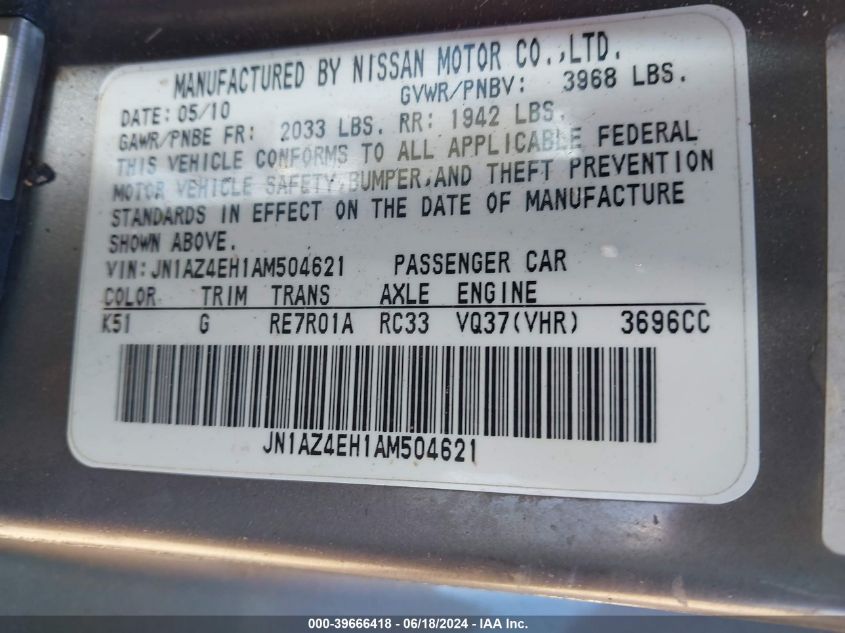 MANUFACTURED BY NISSAN MOTOR CO.,LTD.
DATE: 05/10 GVWR/PNBV: 3968 LBS.
GAWR/PNBE FR: 2033 LBS. RR: 1942 LBS.
THIS VEHICLE CONFORMS TO ALL APPLICABLE FEDERAL
MOTOR VEHICLE SAFETY,BUMPER,AND THEFT PREVENTION
STANDARDS IN EFFECT ON THE DATE OF MANUFACTURE
SHOWN ABOVE.
VIN: JN1AZ4EH1AM504621 PASSENGER CAR
COLOR TRIM TRANS AXLE ENGINE
K51 G RE7R01A RC33 VQ37(VHR) 3696CC
JN1AZ4EH1AM504621
000-39666418 - 06/18/2024 - IAA Inc.